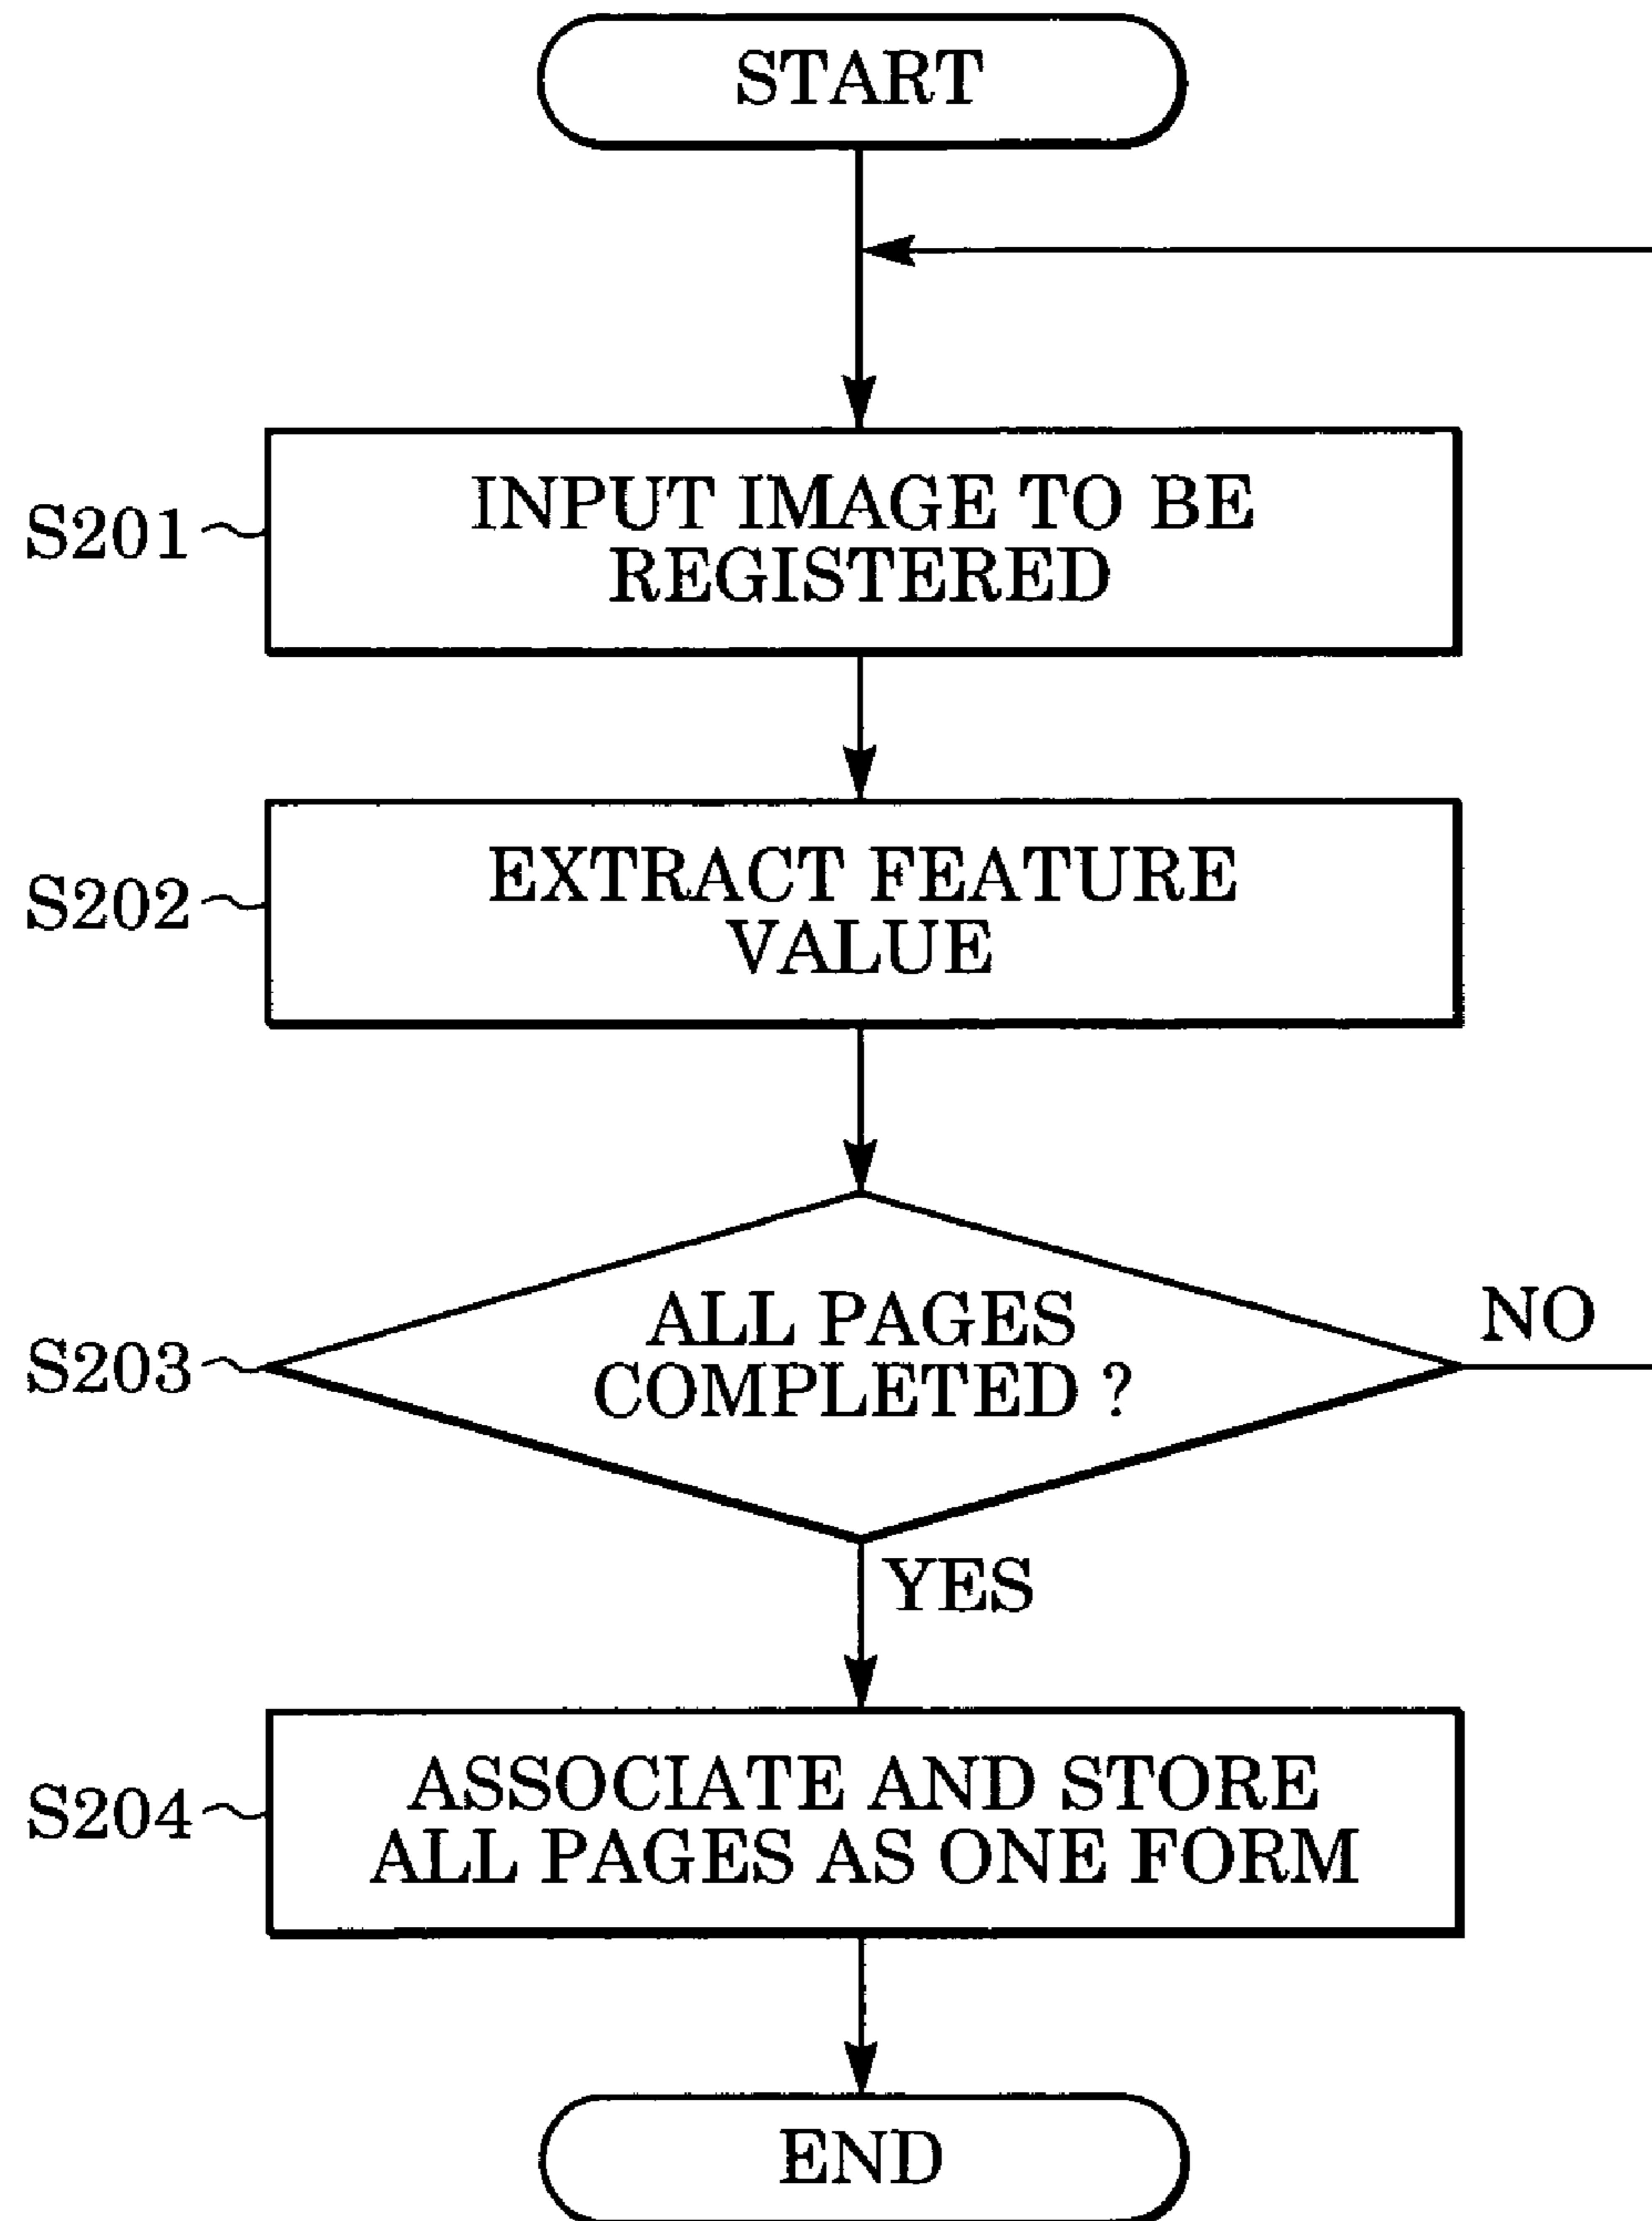 START
S201
INPUT IMAGE TO BE
REGISTERED
S202
EXTRACT FEATURE
VALUE
S203
ALL PAGES
COMPLETED ?
NO
YES
S204
ASSOCIATE AND STORE
ALL PAGES AS ONE FORM
END